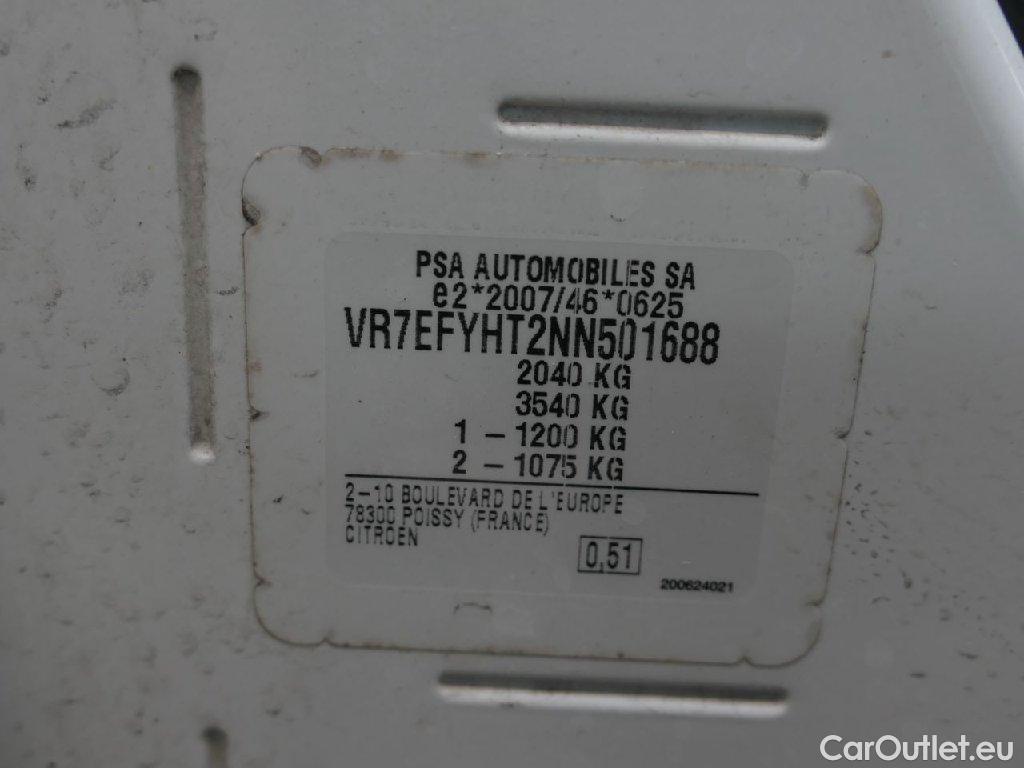 PSA AUTOMOBILES SA
e2*2007/46*0625
VR7EFYHT2NN501688
2040 KG
3540 KG
1 - 1200 KG
2 - 1075 KG
2-10 BOULEVARD DE L'EUROPE
78300 POISSY (FRANCE)
CITROEN
0,51
200624021
CarOutlet.eu